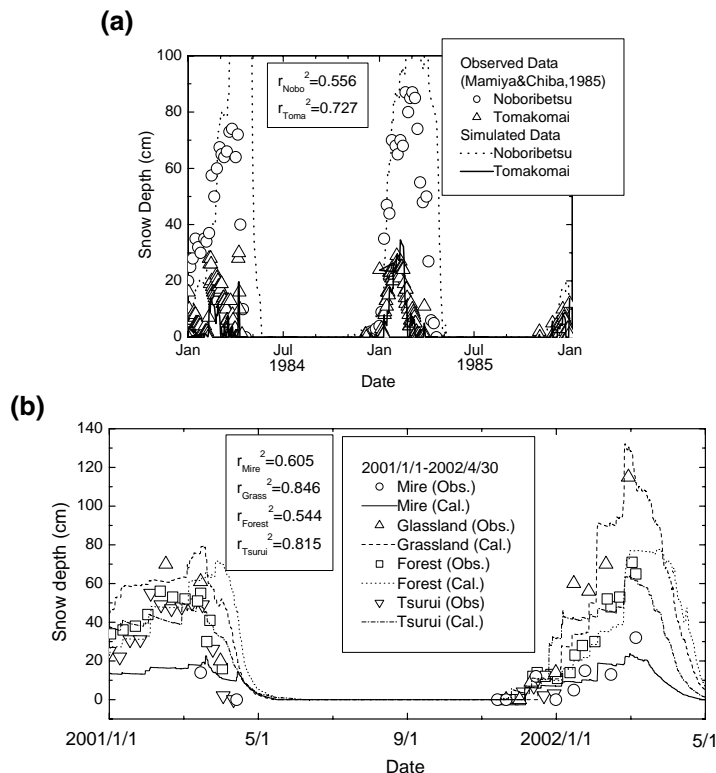 (a)
100
80
60
40
20
0
Snow Depth (cm)
r_Nobo^2=0.556
r_Toma^2=0.727
Observed Data
(Mamiya&Chiba,1985)
Noboribetsu
Tomakomai
Simulated Data
Noboribetsu
Tomakomai
Jan Jul Jan Jul Jan
1984 1985
Date
(b)
140
120
100
80
60
40
20
0
Snow depth (cm)
r_Mire^2=0.605
r_Grass^2=0.846
r_Forest^2=0.544
r_Tsurui^2=0.815
2001/1/1-2002/4/30
Mire (Obs.)
Mire (Cal.)
Glassland (Obs.)
Grassland (Cal.)
Forest (Obs.)
Forest (Cal.)
Tsurui (Obs)
Tsurui (Cal.)
2001/1/1 5/1 9/1 2002/1/1 5/1
Date